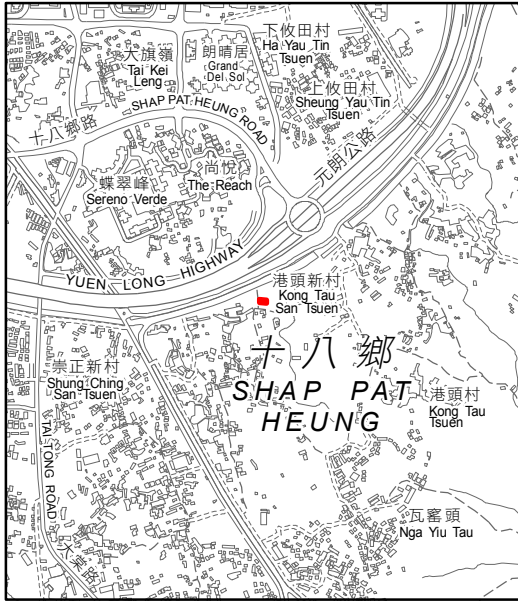 下攸田村
Ha Yau Tin
Tsuen
大旗嶺
Tai Kei
Leng
朗晴居
Grand
Del Sol
上攸田村
Sheung Yau Tin
Tsuen
SHAP PAT HEUNG ROAD
十八鄉路
元朗公路
尚悅
The Reach
蝶翠峰
Sereno Verde
YUEN LONG HIGHWAY
港頭新村
Kong Tau
San Tsuen
十八鄉
SHAP PAT
HEUNG
崇正新村
Shung Ching
San Tsuen
港頭村
Kong Tau
Tsuen
TAI TONG ROAD
大棠路
瓦窰頭
Nga Yiu Tau